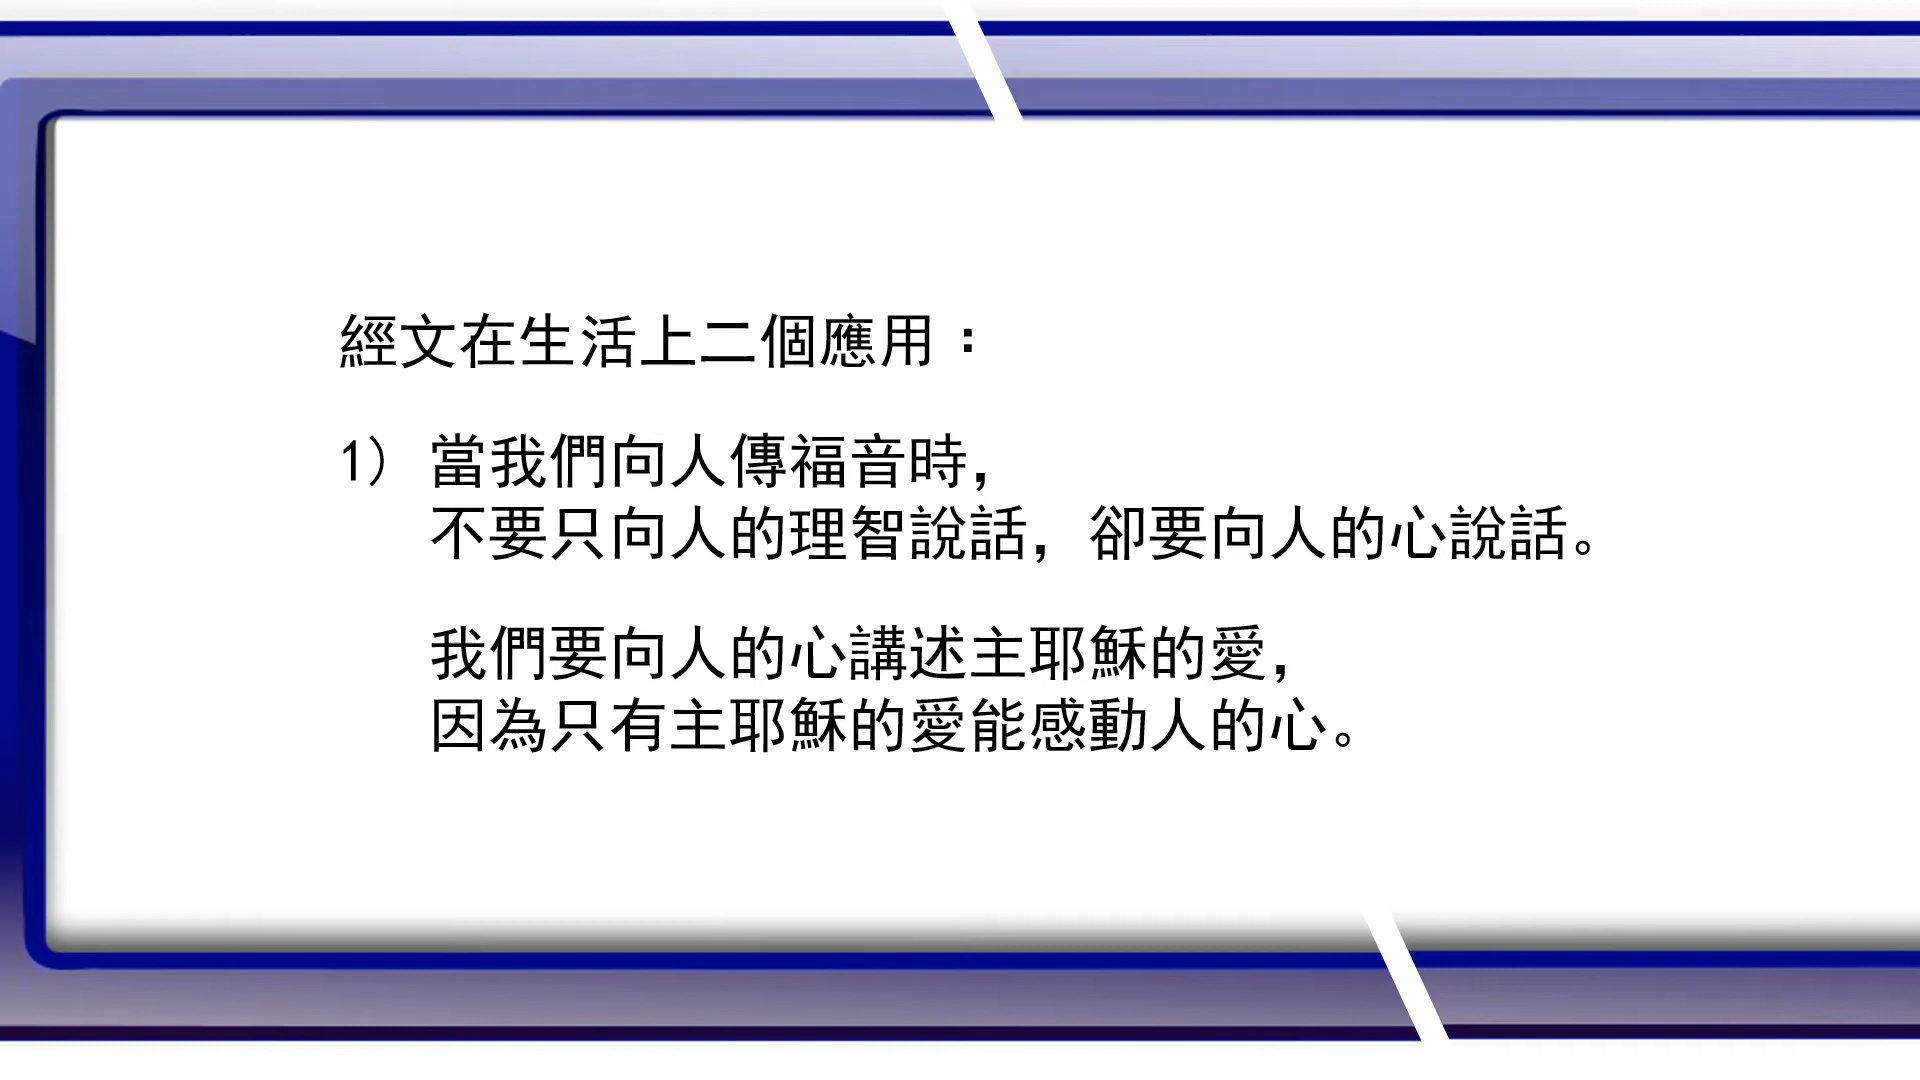 經文在生活上二個應用：
1) 當我們向人傳福音時，
不要只向人的理智說話，卻要向人的心說話。
我們要向人的心講述主耶穌的愛，
因為只有主耶穌的愛能感動人的心。